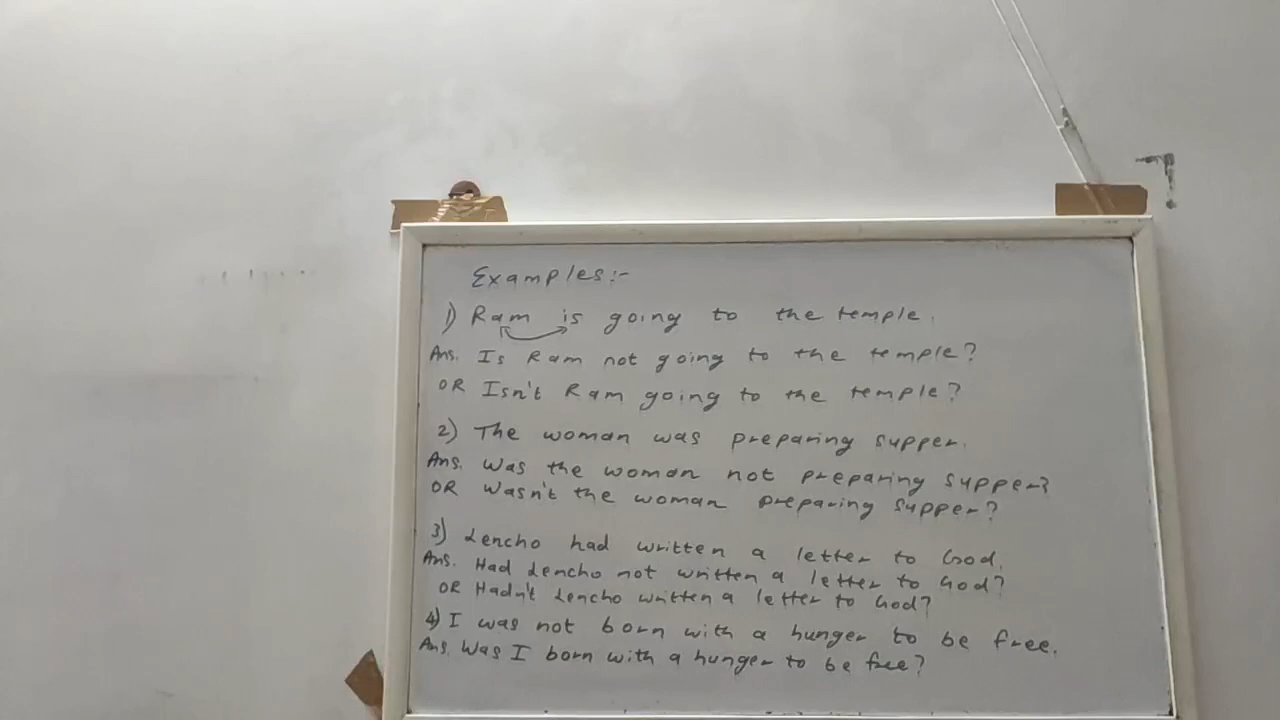 Examples:-
1) Ram is going to the temple.
Ans. Is Ram not going to the temple?
OR Isn't Ram going to the temple?
2) The woman was preparing supper.
Ans. Was the woman not preparing supper?
OR Wasn't the woman preparing supper?
3) Lencho had written a letter to God.
Ans. Had Lencho not written a letter to God?
OR Hadn't Lencho written a letter to God?
4) I was not born with a hunger to be free.
Ans. Was I born with a hunger to be free?